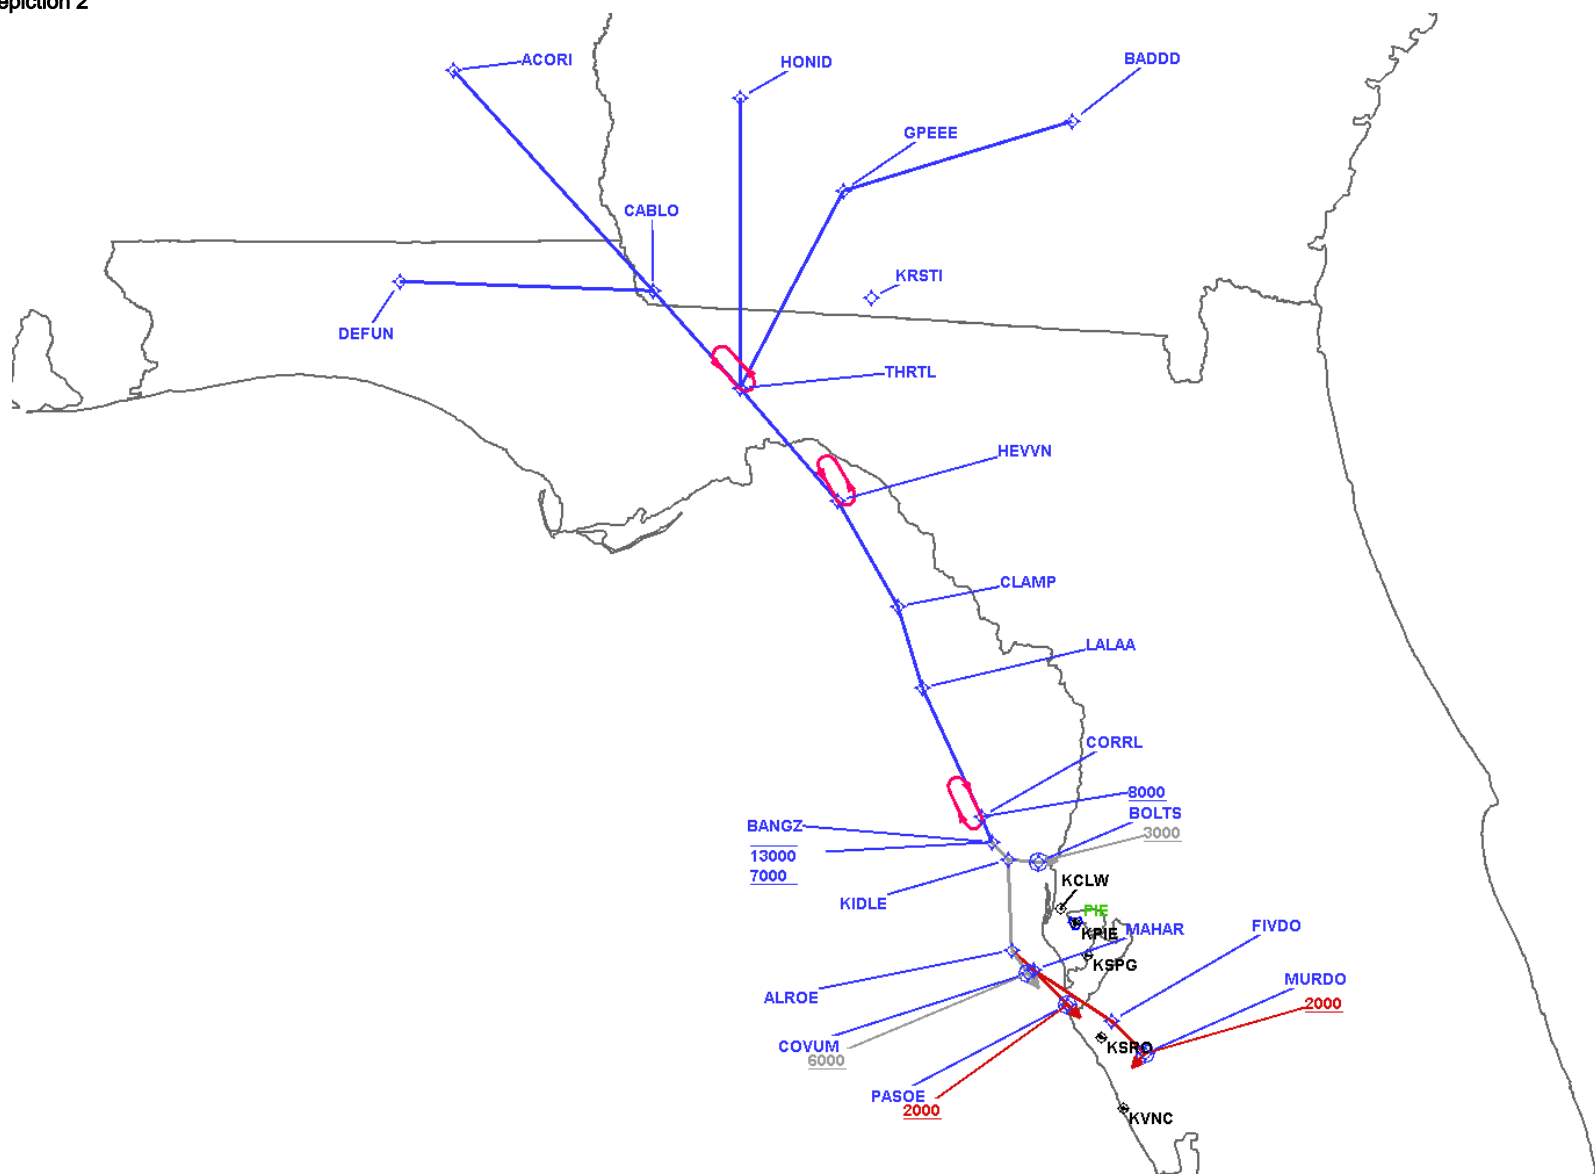 epiction 2
ACORI
HONID
BADDD
GPEEE
CABLO
KRSTI
DEFUN
THRTL
HEVVN
CLAMP
LALAA
CORRL
8000
BOLTS
3000
BANGZ
13000
7000
KCLW
KIDLE
PIE
KPIE
MAHAR
FIVDO
KSPG
MURDO
ALROE
2000
COVUM
6000
KSRQ
PASOE
2000
KVNC